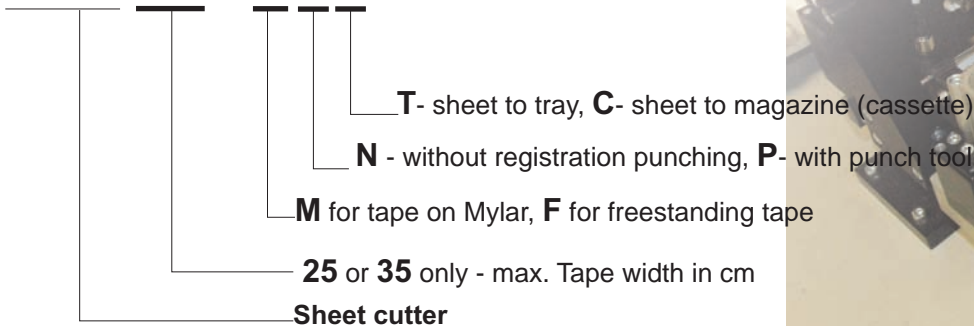 T- sheet to tray, C- sheet to magazine (cassette)
N - without registration punching, P- with punch tool
M for tape on Mylar, F for freestanding tape
25 or 35 only - max. Tape width in cm
Sheet cutter